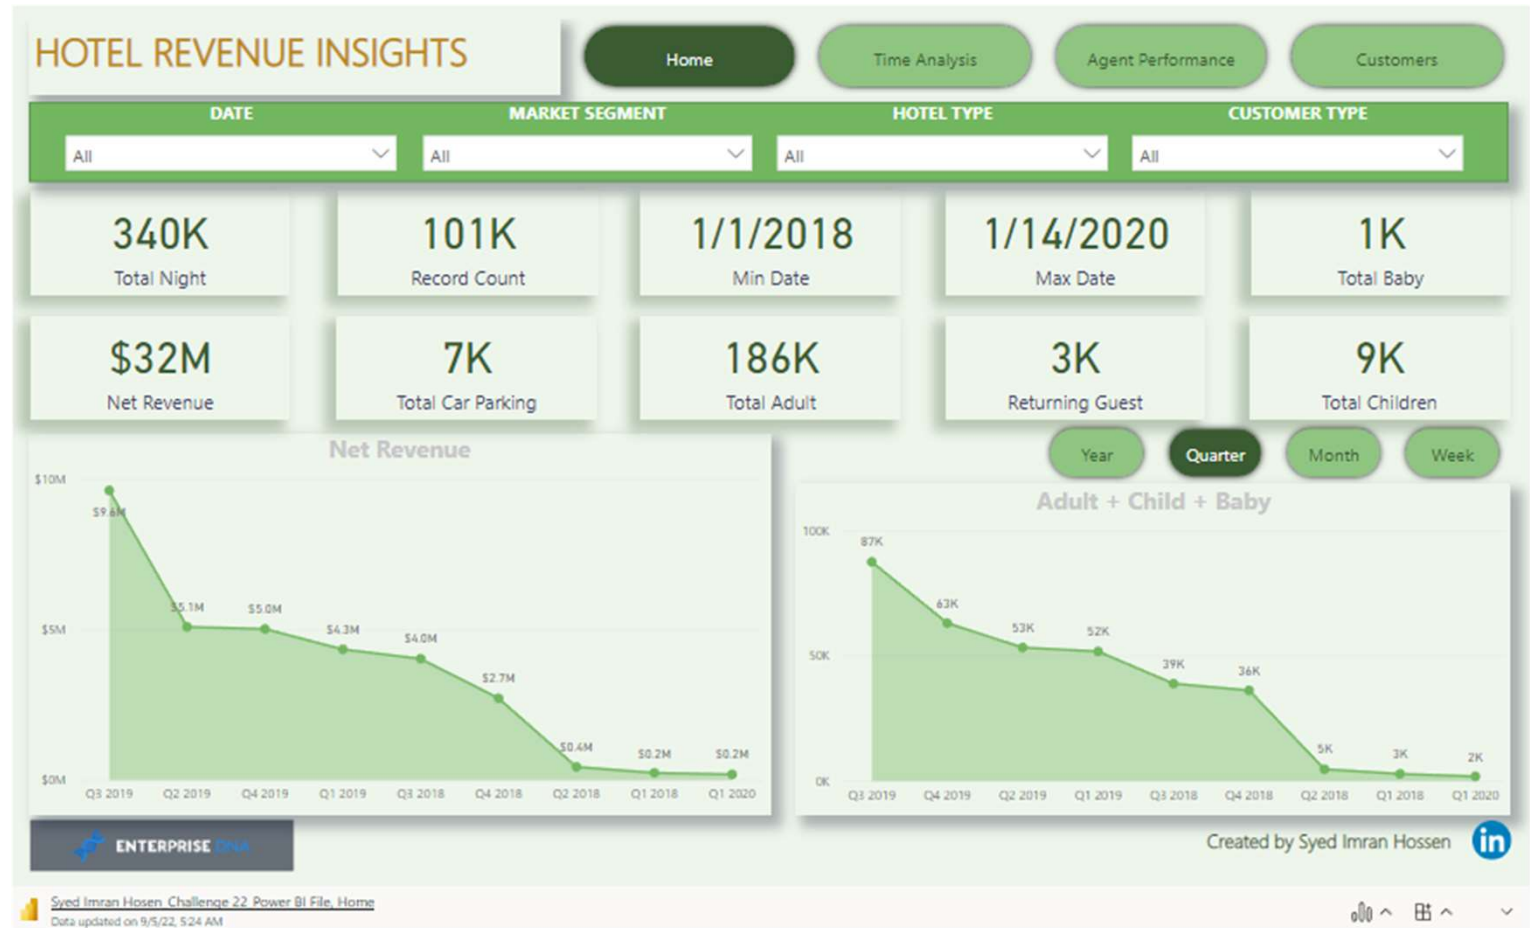 HOTEL REVENUE INSIGHTS
Home
Time Analysis
Agent Performance
Customers
DATE
MARKET SEGMENT
HOTEL TYPE
CUSTOMER TYPE
All
All
All
All
340K
Total Night
101K
Record Count
1/1/2018
Min Date
1/14/2020
Max Date
1K
Total Baby
$32M
Net Revenue
7K
Total Car Parking
186K
Total Adult
3K
Returning Guest
9K
Total Children
Net Revenue
$10M
$5M
$0M
$9.6M
$5.1M
$5.0M
$4.3M
$4.0M
$2.7M
$0.4M
$0.2M
$0.2M
Q3 2019
Q2 2019
Q4 2019
Q1 2019
Q3 2018
Q4 2018
Q2 2018
Q1 2018
Q1 2020
Year
Quarter
Month
Week
Adult + Child + Baby
100K
50K
0K
87K
63K
53K
52K
39K
36K
5K
3K
2K
Q3 2019
Q4 2019
Q2 2019
Q1 2019
Q3 2018
Q4 2018
Q2 2018
Q1 2018
Q1 2020
ENTERPRISE DNA
Created by Syed Imran Hossen
in
Syed Imran Hosen Challenge 22 Power BI File, Home
Data updated on 9/5/22, 5:24 AM